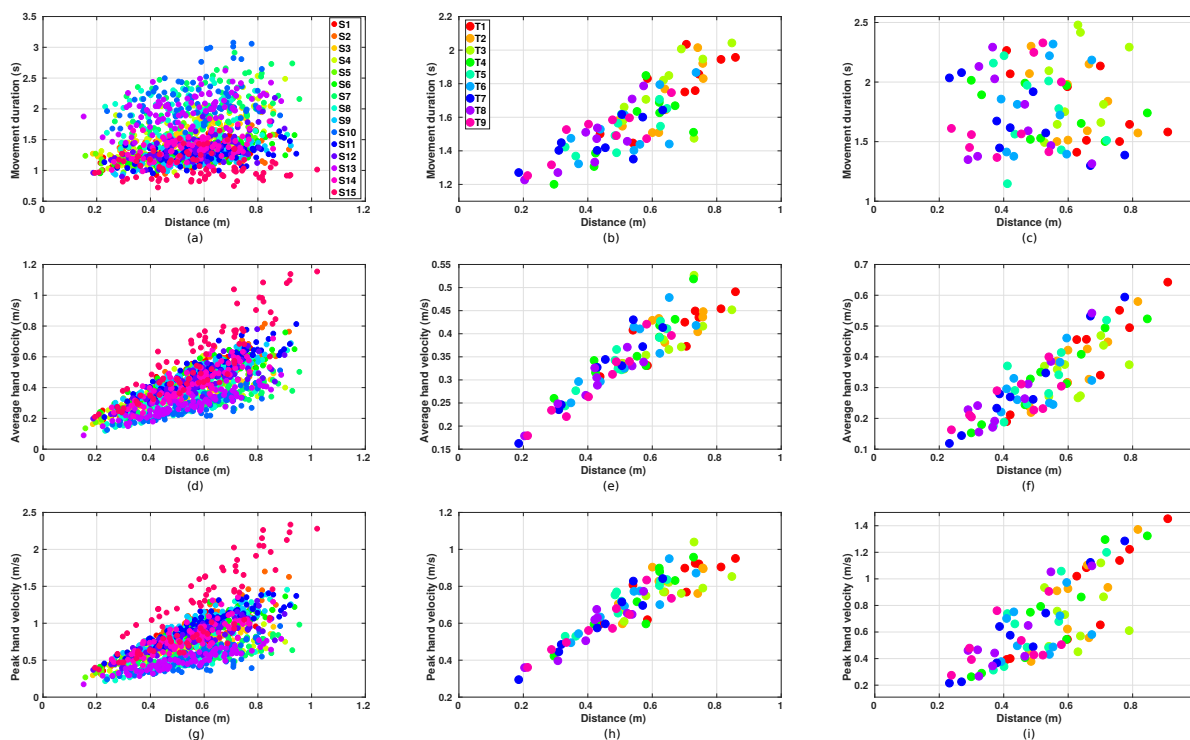 3.5
3
2.5
2
1.5
1
0.5
0 0.2 0.4 0.6 0.8 1 1.2
Movement duration (s)
Distance (m)
S1
S2
S3
S4
S5
S6
S7
S8
S9
S10
S11
S12
S13
S14
S15
(a)
2.2
2
1.8
1.6
1.4
1.2
0 0.2 0.4 0.6 0.8 1
Movement duration (s)
Distance (m)
T1
T2
T3
T4
T5
T6
T7
T8
T9
(b)
2.5
2
1.5
1
0 0.2 0.4 0.6 0.8 1
Movement duration (s)
Distance (m)
(c)
1.2
1
0.8
0.6
0.4
0.2
0
0 0.2 0.4 0.6 0.8 1 1.2
Average hand velocity (m/s)
Distance (m)
(d)
0.55
0.5
0.45
0.4
0.35
0.3
0.25
0.2
0.15
0 0.2 0.4 0.6 0.8 1
Average hand velocity (m/s)
Distance (m)
(e)
0.7
0.6
0.5
0.4
0.3
0.2
0.1
0 0.2 0.4 0.6 0.8 1
Average hand velocity (m/s)
Distance (m)
(f)
2.5
2
1.5
1
0.5
0
0 0.2 0.4 0.6 0.8 1 1.2
Peak hand velocity (m/s)
Distance (m)
(g)
1.2
1
0.8
0.6
0.4
0.2
0 0.2 0.4 0.6 0.8 1
Peak hand velocity (m/s)
Distance (m)
(h)
1.4
1.2
1
0.8
0.6
0.4
0.2
0 0.2 0.4 0.6 0.8 1
Peak hand velocity (m/s)
Distance (m)
(i)